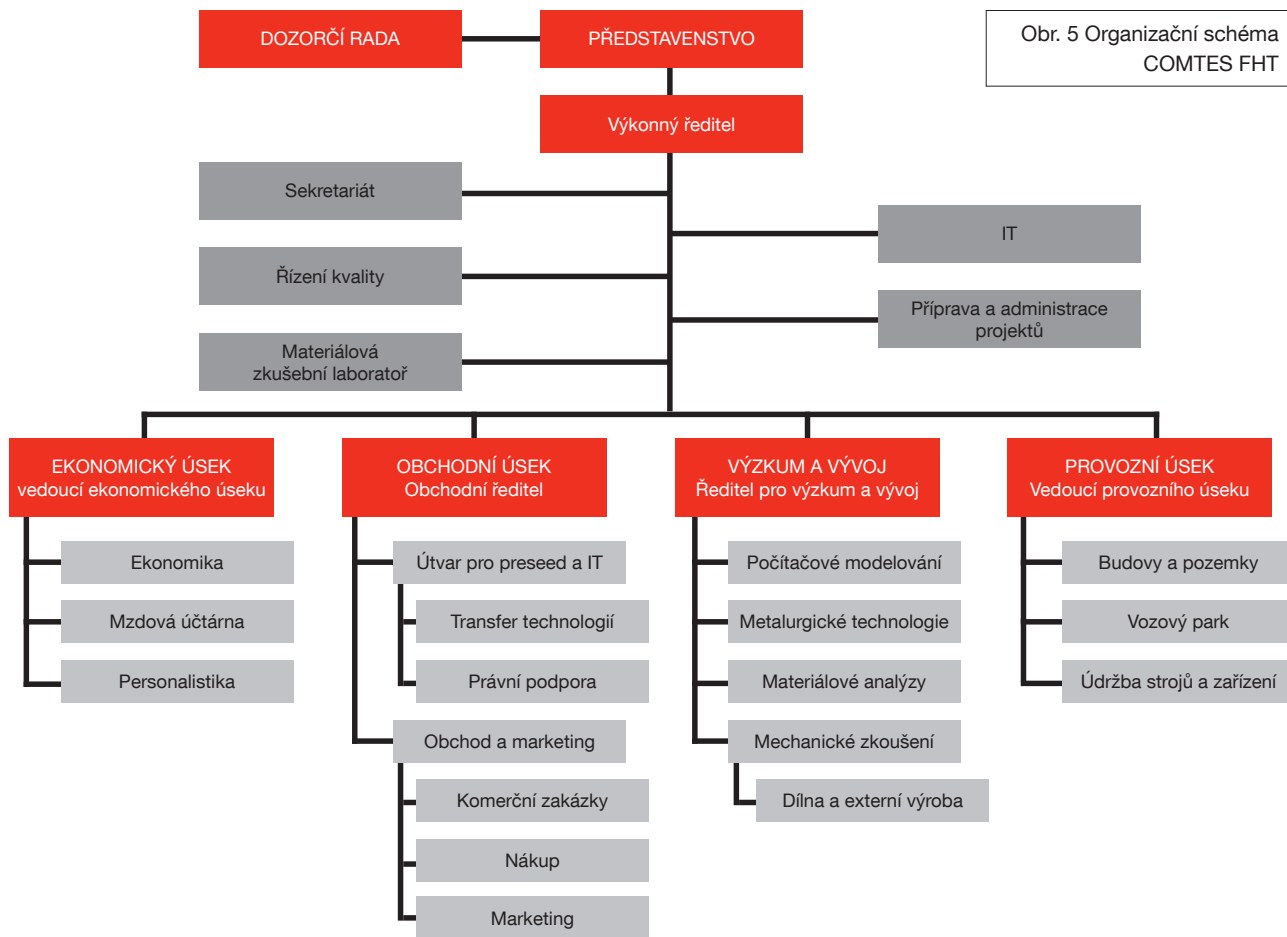 DOZORČÍ RADA
PŘEDSTAVENSTVO
Obr. 5 Organizační schéma
COMTES FHT
Výkonný ředitel
Sekretariát
IT
Řízení kvality
Příprava a administrace
projektů
Materiálová
zkušební laboratoř
EKONOMICKÝ ÚSEK
vedoucí ekonomického úseku
Ekonomika
Mzdová účtárna
Personalistika
OBCHODNÍ ÚSEK
Obchodní ředitel
Útvar pro preseed a IT
Transfer technologií
Právní podpora
Obchod a marketing
Komerční zakázky
Nákup
Marketing
VÝZKUM A VÝVOJ
Ředitel pro výzkum a vývoj
Počítačové modelování
Metalurgické technologie
Materiálové analýzy
Mechanické zkoušení
Dílna a externí výroba
PROVOZNÍ ÚSEK
Vedoucí provozního úseku
Budovy a pozemky
Vozový park
Údržba strojů a zařízení